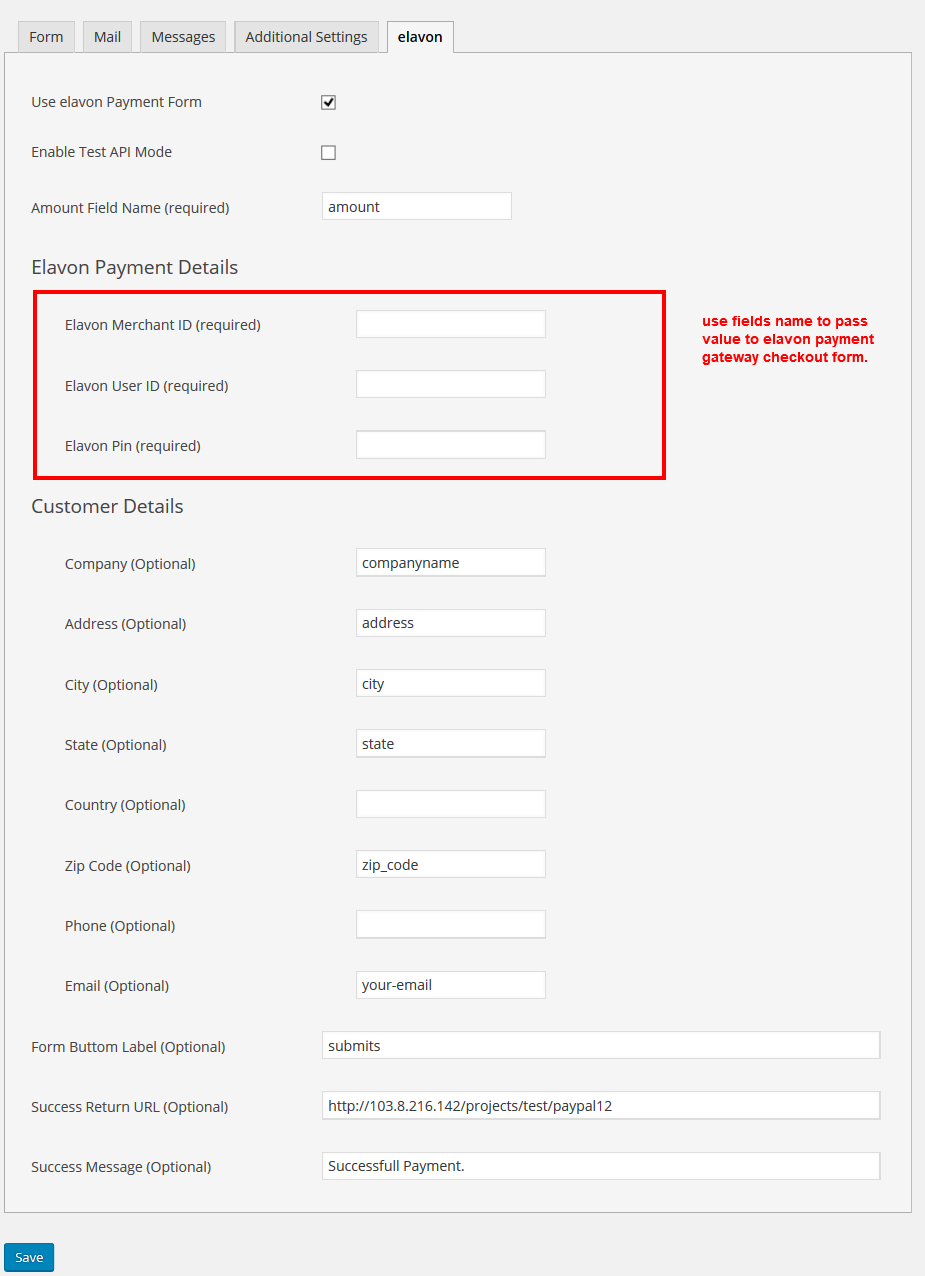 Form Mail Messages Additional Settings elavon
Use elavon Payment Form
Enable Test API Mode
Amount Field Name (required) amount
Elavon Payment Details
Elavon Merchant ID (required)
use fields name to pass
value to elavon payment
gateway checkout form.
Elavon User ID (required)
Elavon Pin (required)
Customer Details
Company (Optional) companyname
Address (Optional) address
City (Optional) city
State (Optional) state
Country (Optional)
Zip Code (Optional) zip_code
Phone (Optional)
Email (Optional) your-email
Form Buttom Label (Optional) submits
Success Return URL (Optional) http://103.8.216.142/projects/test/paypal12
Success Message (Optional) Successfull Payment.
Save